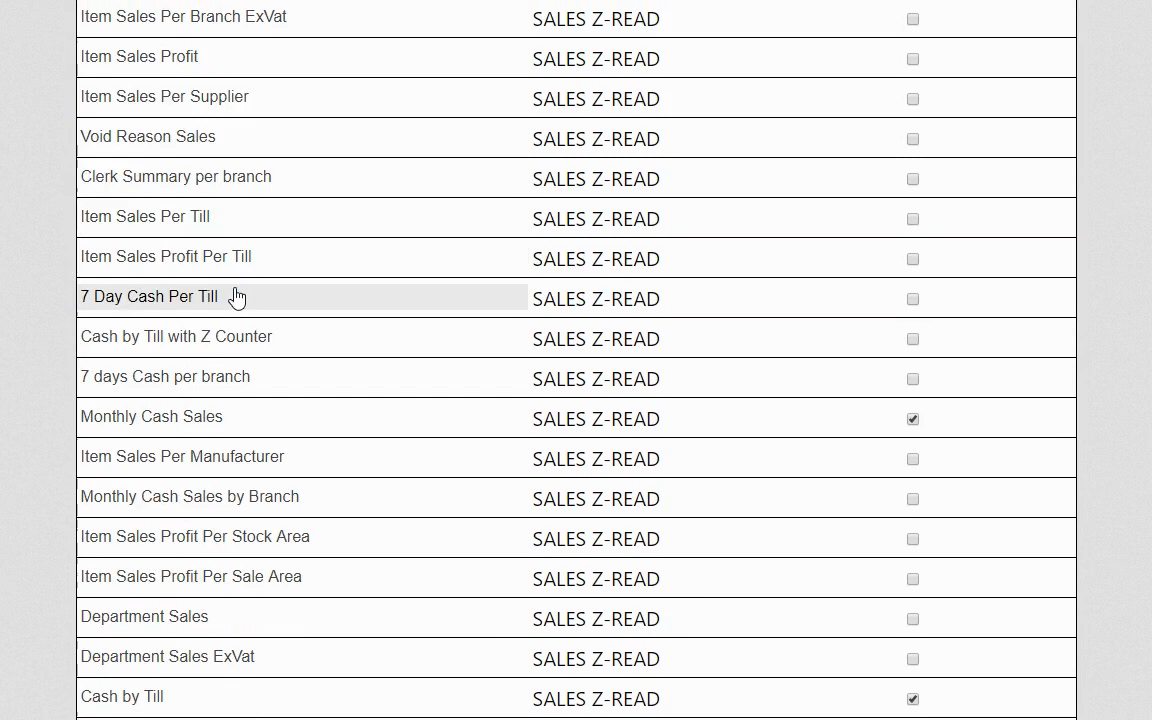 Item Sales Per Branch ExVat SALES Z-READ
Item Sales Profit SALES Z-READ
Item Sales Per Supplier SALES Z-READ
Void Reason Sales SALES Z-READ
Clerk Summary per branch SALES Z-READ
Item Sales Per Till SALES Z-READ
Item Sales Profit Per Till SALES Z-READ
7 Day Cash Per Till SALES Z-READ
Cash by Till with Z Counter SALES Z-READ
7 days Cash per branch SALES Z-READ
Monthly Cash Sales SALES Z-READ
Item Sales Per Manufacturer SALES Z-READ
Monthly Cash Sales by Branch SALES Z-READ
Item Sales Profit Per Stock Area SALES Z-READ
Item Sales Profit Per Sale Area SALES Z-READ
Department Sales SALES Z-READ
Department Sales ExVat SALES Z-READ
Cash by Till SALES Z-READ